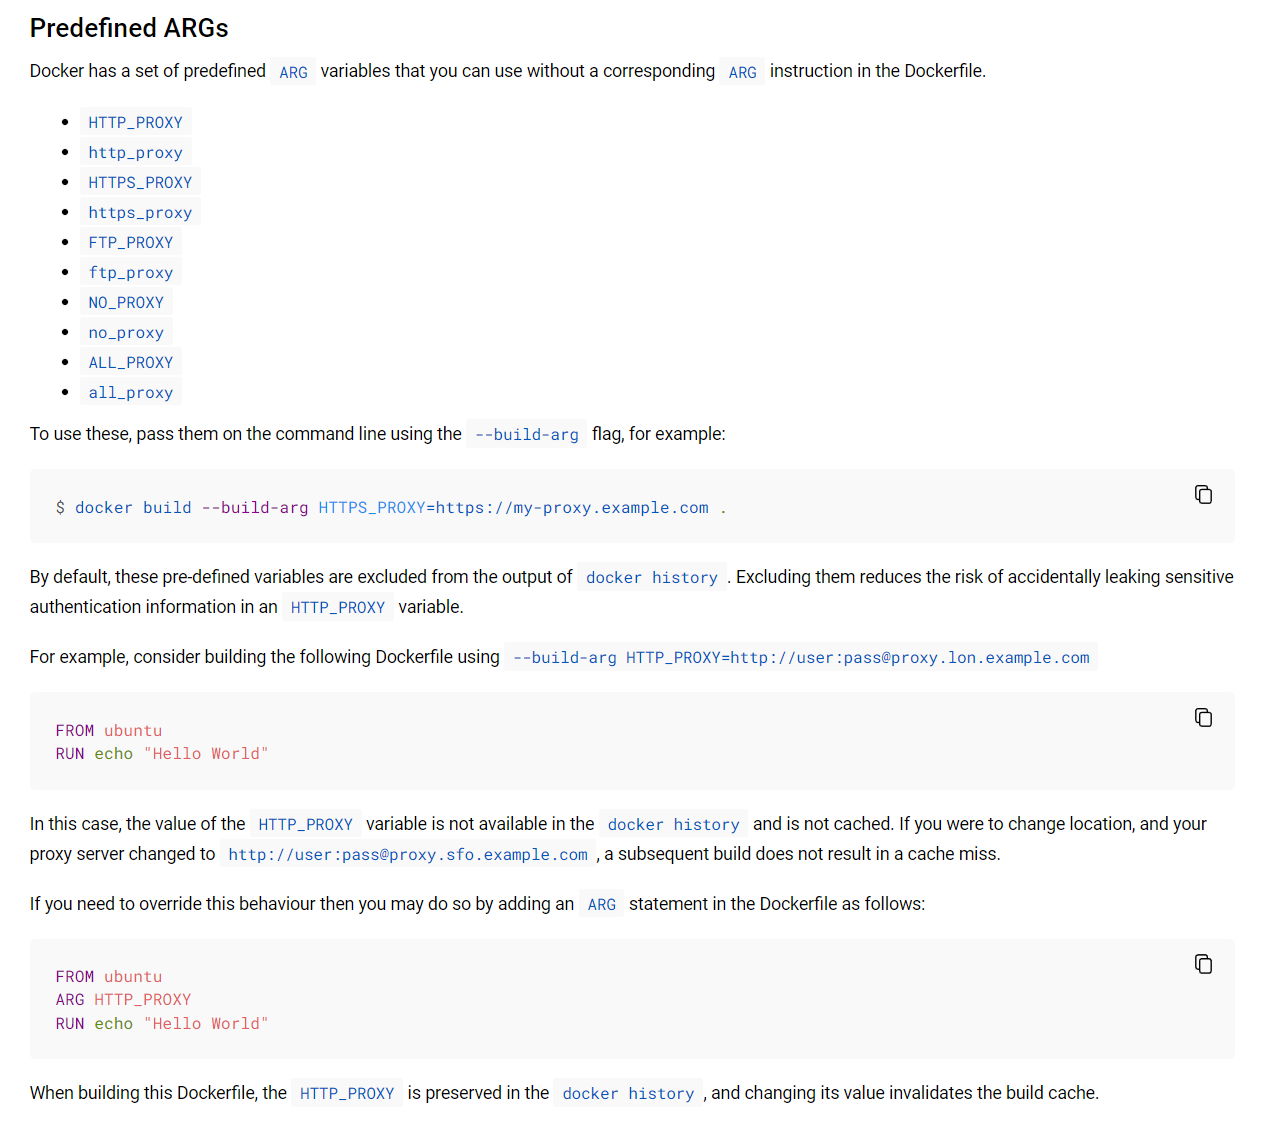 Predefined ARGs
Docker has a set of predefined ARG variables that you can use without a corresponding ARG instruction in the Dockerfile.
HTTP_PROXY
http_proxy
HTTPS_PROXY
https_proxy
FTP_PROXY
ftp_proxy
NO_PROXY
no_proxy
ALL_PROXY
all_proxy
To use these, pass them on the command line using the --build-arg flag, for example:
$ docker build --build-arg HTTPS_PROXY=https://my-proxy.example.com .
By default, these pre-defined variables are excluded from the output of docker history . Excluding them reduces the risk of accidentally leaking sensitive
authentication information in an HTTP_PROXY variable.
For example, consider building the following Dockerfile using --build-arg HTTP_PROXY=http://user:pass@proxy.lon.example.com
FROM ubuntu
RUN echo "Hello World"
In this case, the value of the HTTP_PROXY variable is not available in the docker history and is not cached. If you were to change location, and your
proxy server changed to http://user:pass@proxy.sfo.example.com , a subsequent build does not result in a cache miss.
If you need to override this behaviour then you may do so by adding an ARG statement in the Dockerfile as follows:
FROM ubuntu
ARG HTTP_PROXY
RUN echo "Hello World"
When building this Dockerfile, the HTTP_PROXY is preserved in the docker history , and changing its value invalidates the build cache.